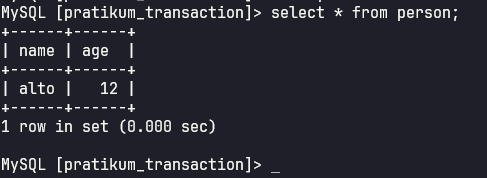 MySQL [pratikum_transaction]> select * from person;
+------+------+
| name | age  |
+------+------+
| alto |   12 |
+------+------+
1 row in set (0.000 sec)

MySQL [pratikum_transaction]> _